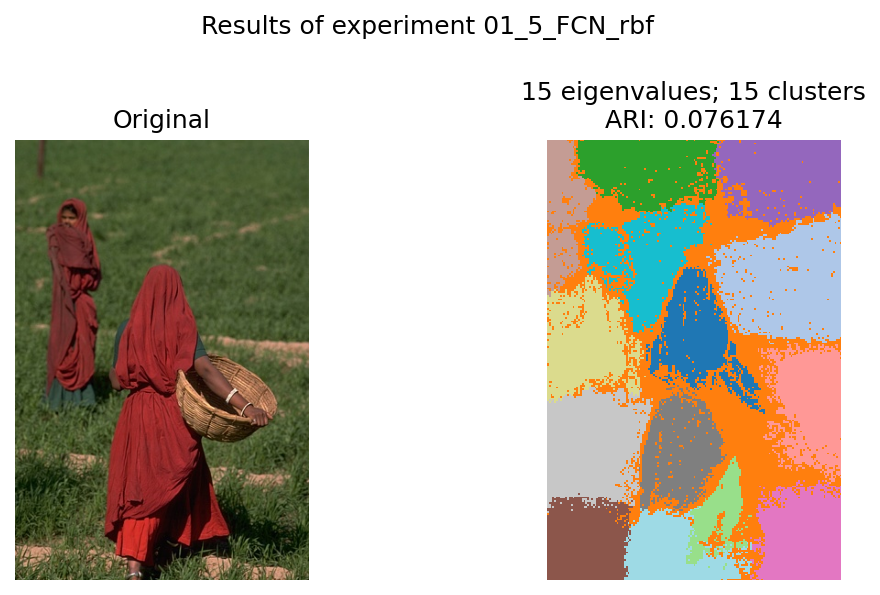 Results of experiment 01_5_FCN_rbf
Original
15 eigenvalues; 15 clusters
ARI: 0.076174